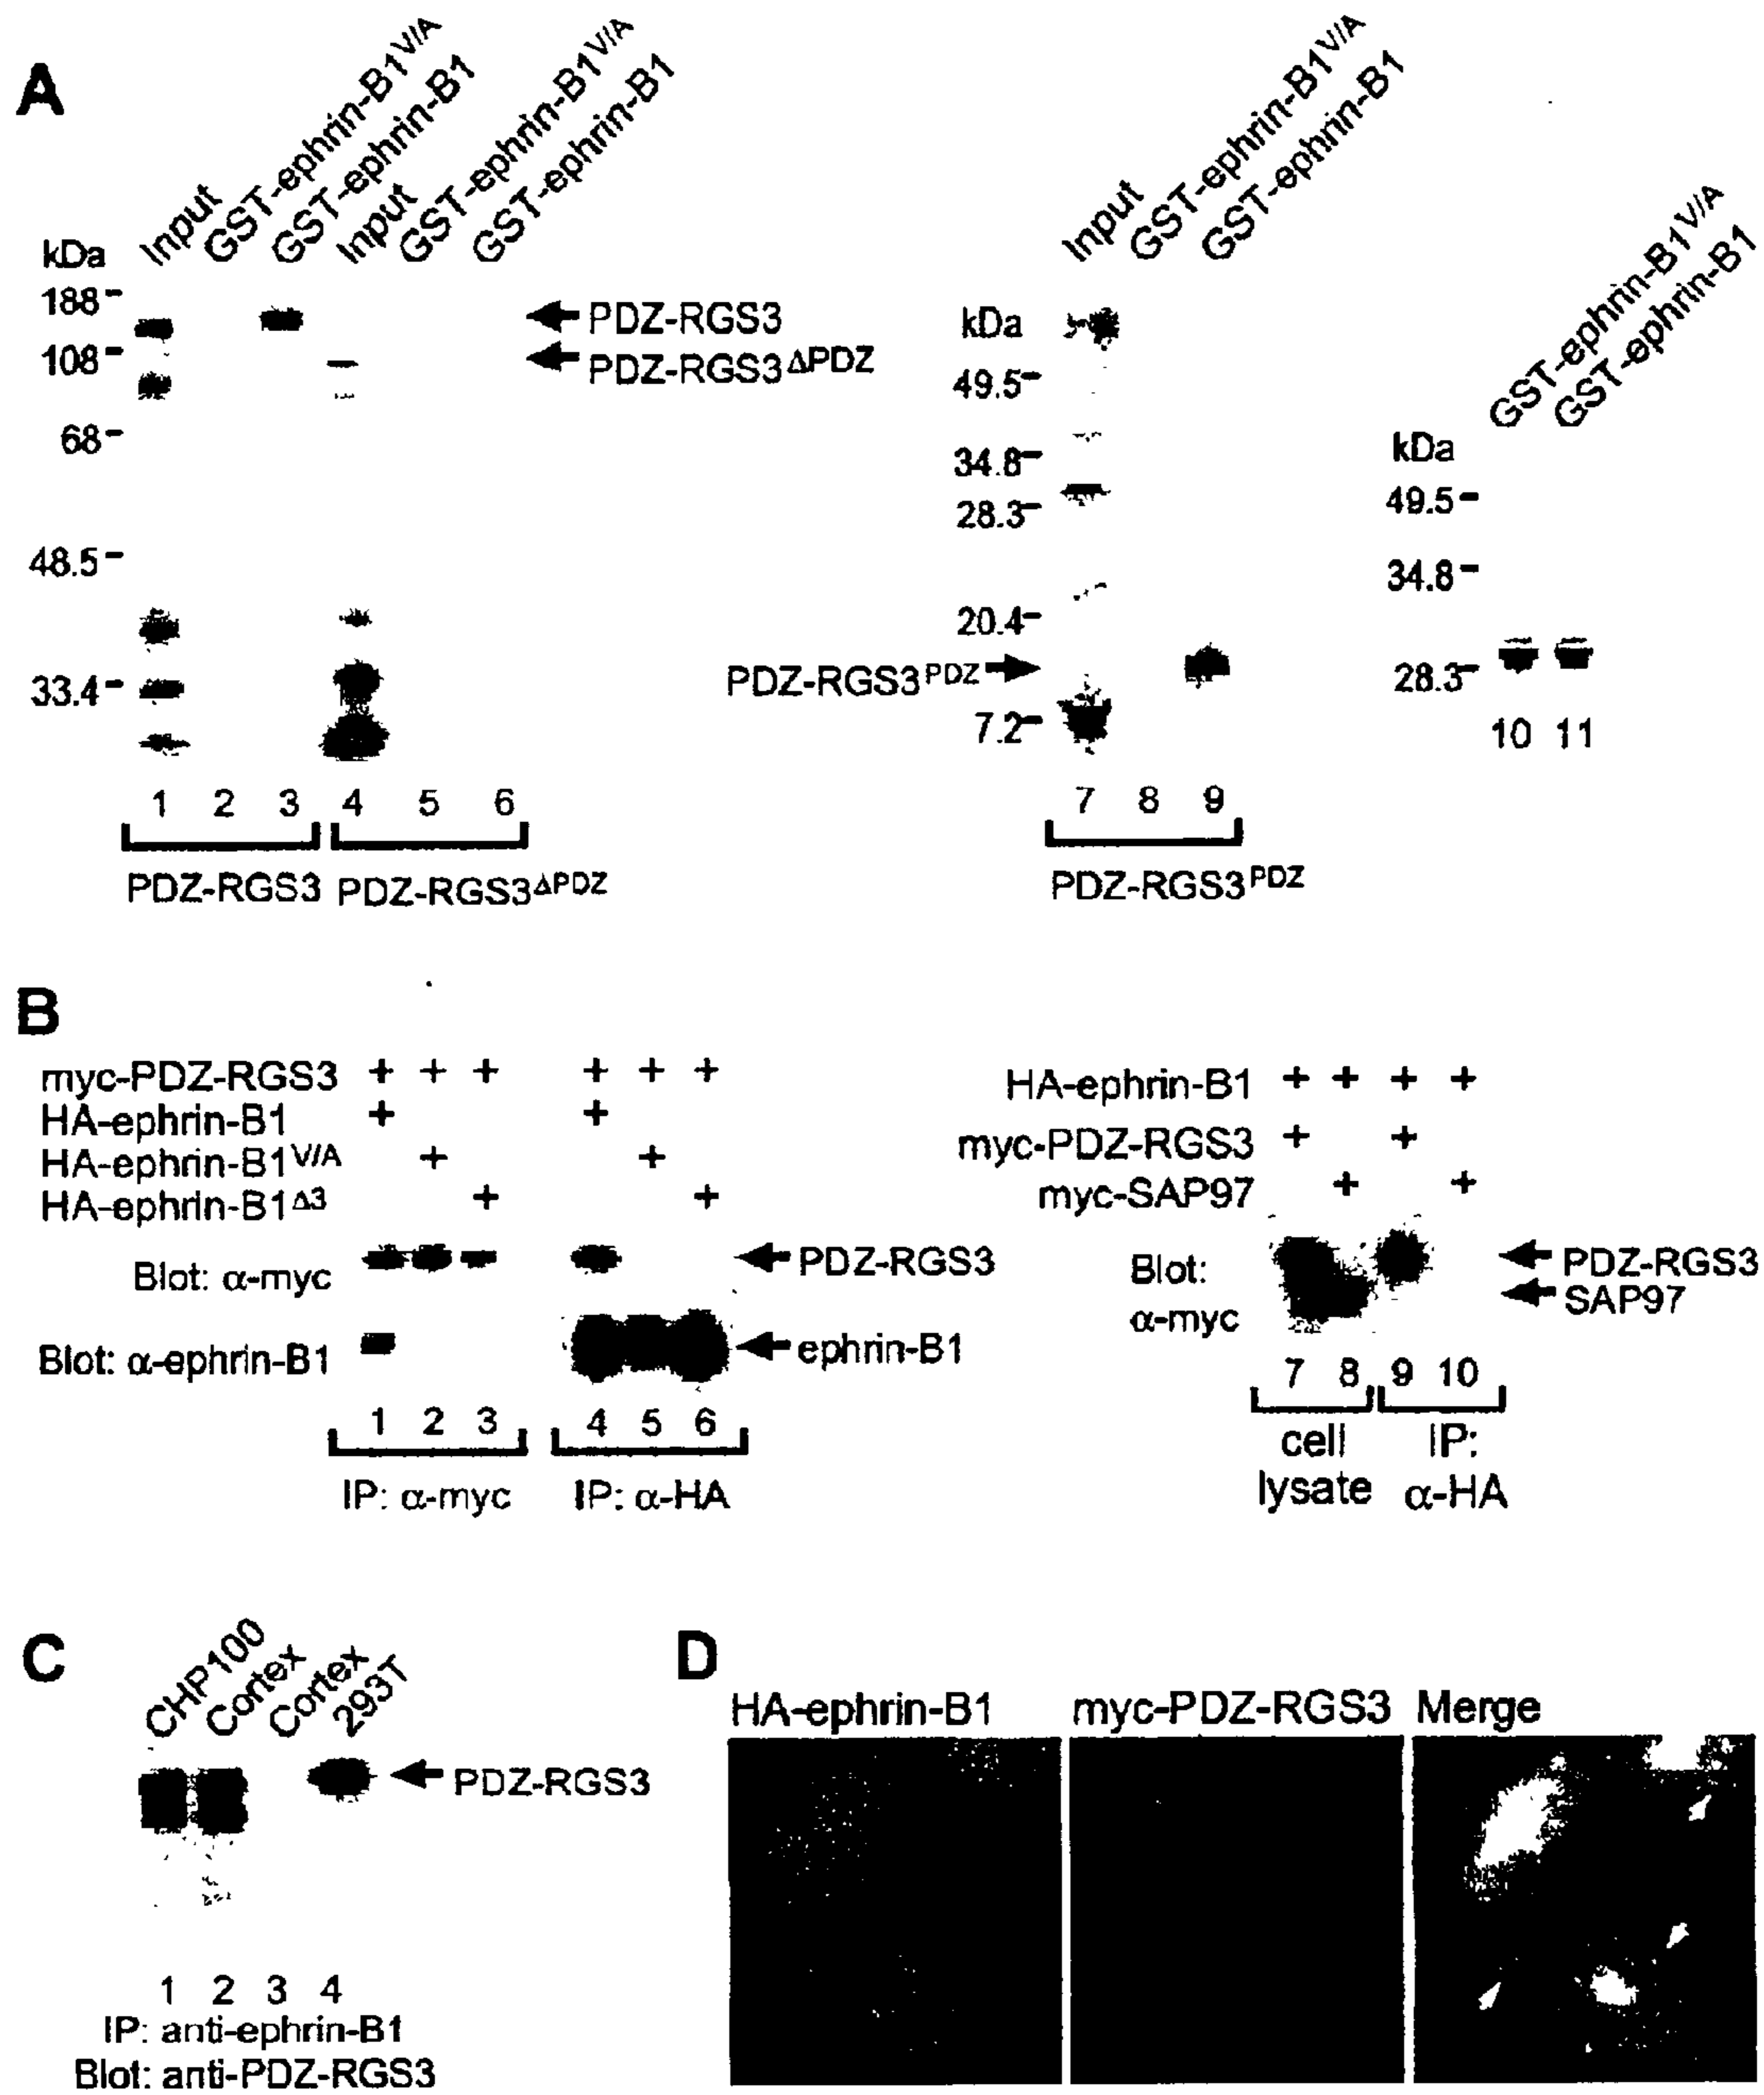 A
Input
GST-ephrin-B1V/A
GST-ephrin-B1
Input
GST-ephrin-B1V/A
GST-ephrin-B1
kDa
188
108
68
48.5
33.4
PDZ-RGS3
PDZ-RGS3ΔPDZ
1 2 3 4 5 6
PDZ-RGS3 PDZ-RGS3ΔPDZ
Input
GST-ephrin-B1V/A
GST-ephrin-B1
kDa
49.5
34.8
28.3
20.4
PDZ-RGS3PDZ
7.2
7 8 9
PDZ-RGS3PDZ
GST-ephrin-B1V/A
GST-ephrin-B1
kDa
49.5
34.8
28.3
10 11
B
myc-PDZ-RGS3 + + + + + +
HA-ephrin-B1 + +
HA-ephrin-B1V/A + +
HA-ephrin-B1Δ3 + +
Blot: α-myc
PDZ-RGS3
Blot: α-ephrin-B1
ephrin-B1
1 2 3 4 5 6
IP: α-myc IP: α-HA
HA-ephrin-B1 + + + +
myc-PDZ-RGS3 + +
myc-SAP97 + +
Blot:
α-myc
PDZ-RGS3
SAP97
7 8 9 10
cell IP:
lysate α-HA
C
CHP100
Cortex
Cortex
293T
PDZ-RGS3
1 2 3 4
IP: anti-ephrin-B1
Blot: anti-PDZ-RGS3
D
HA-ephrin-B1 myc-PDZ-RGS3 Merge